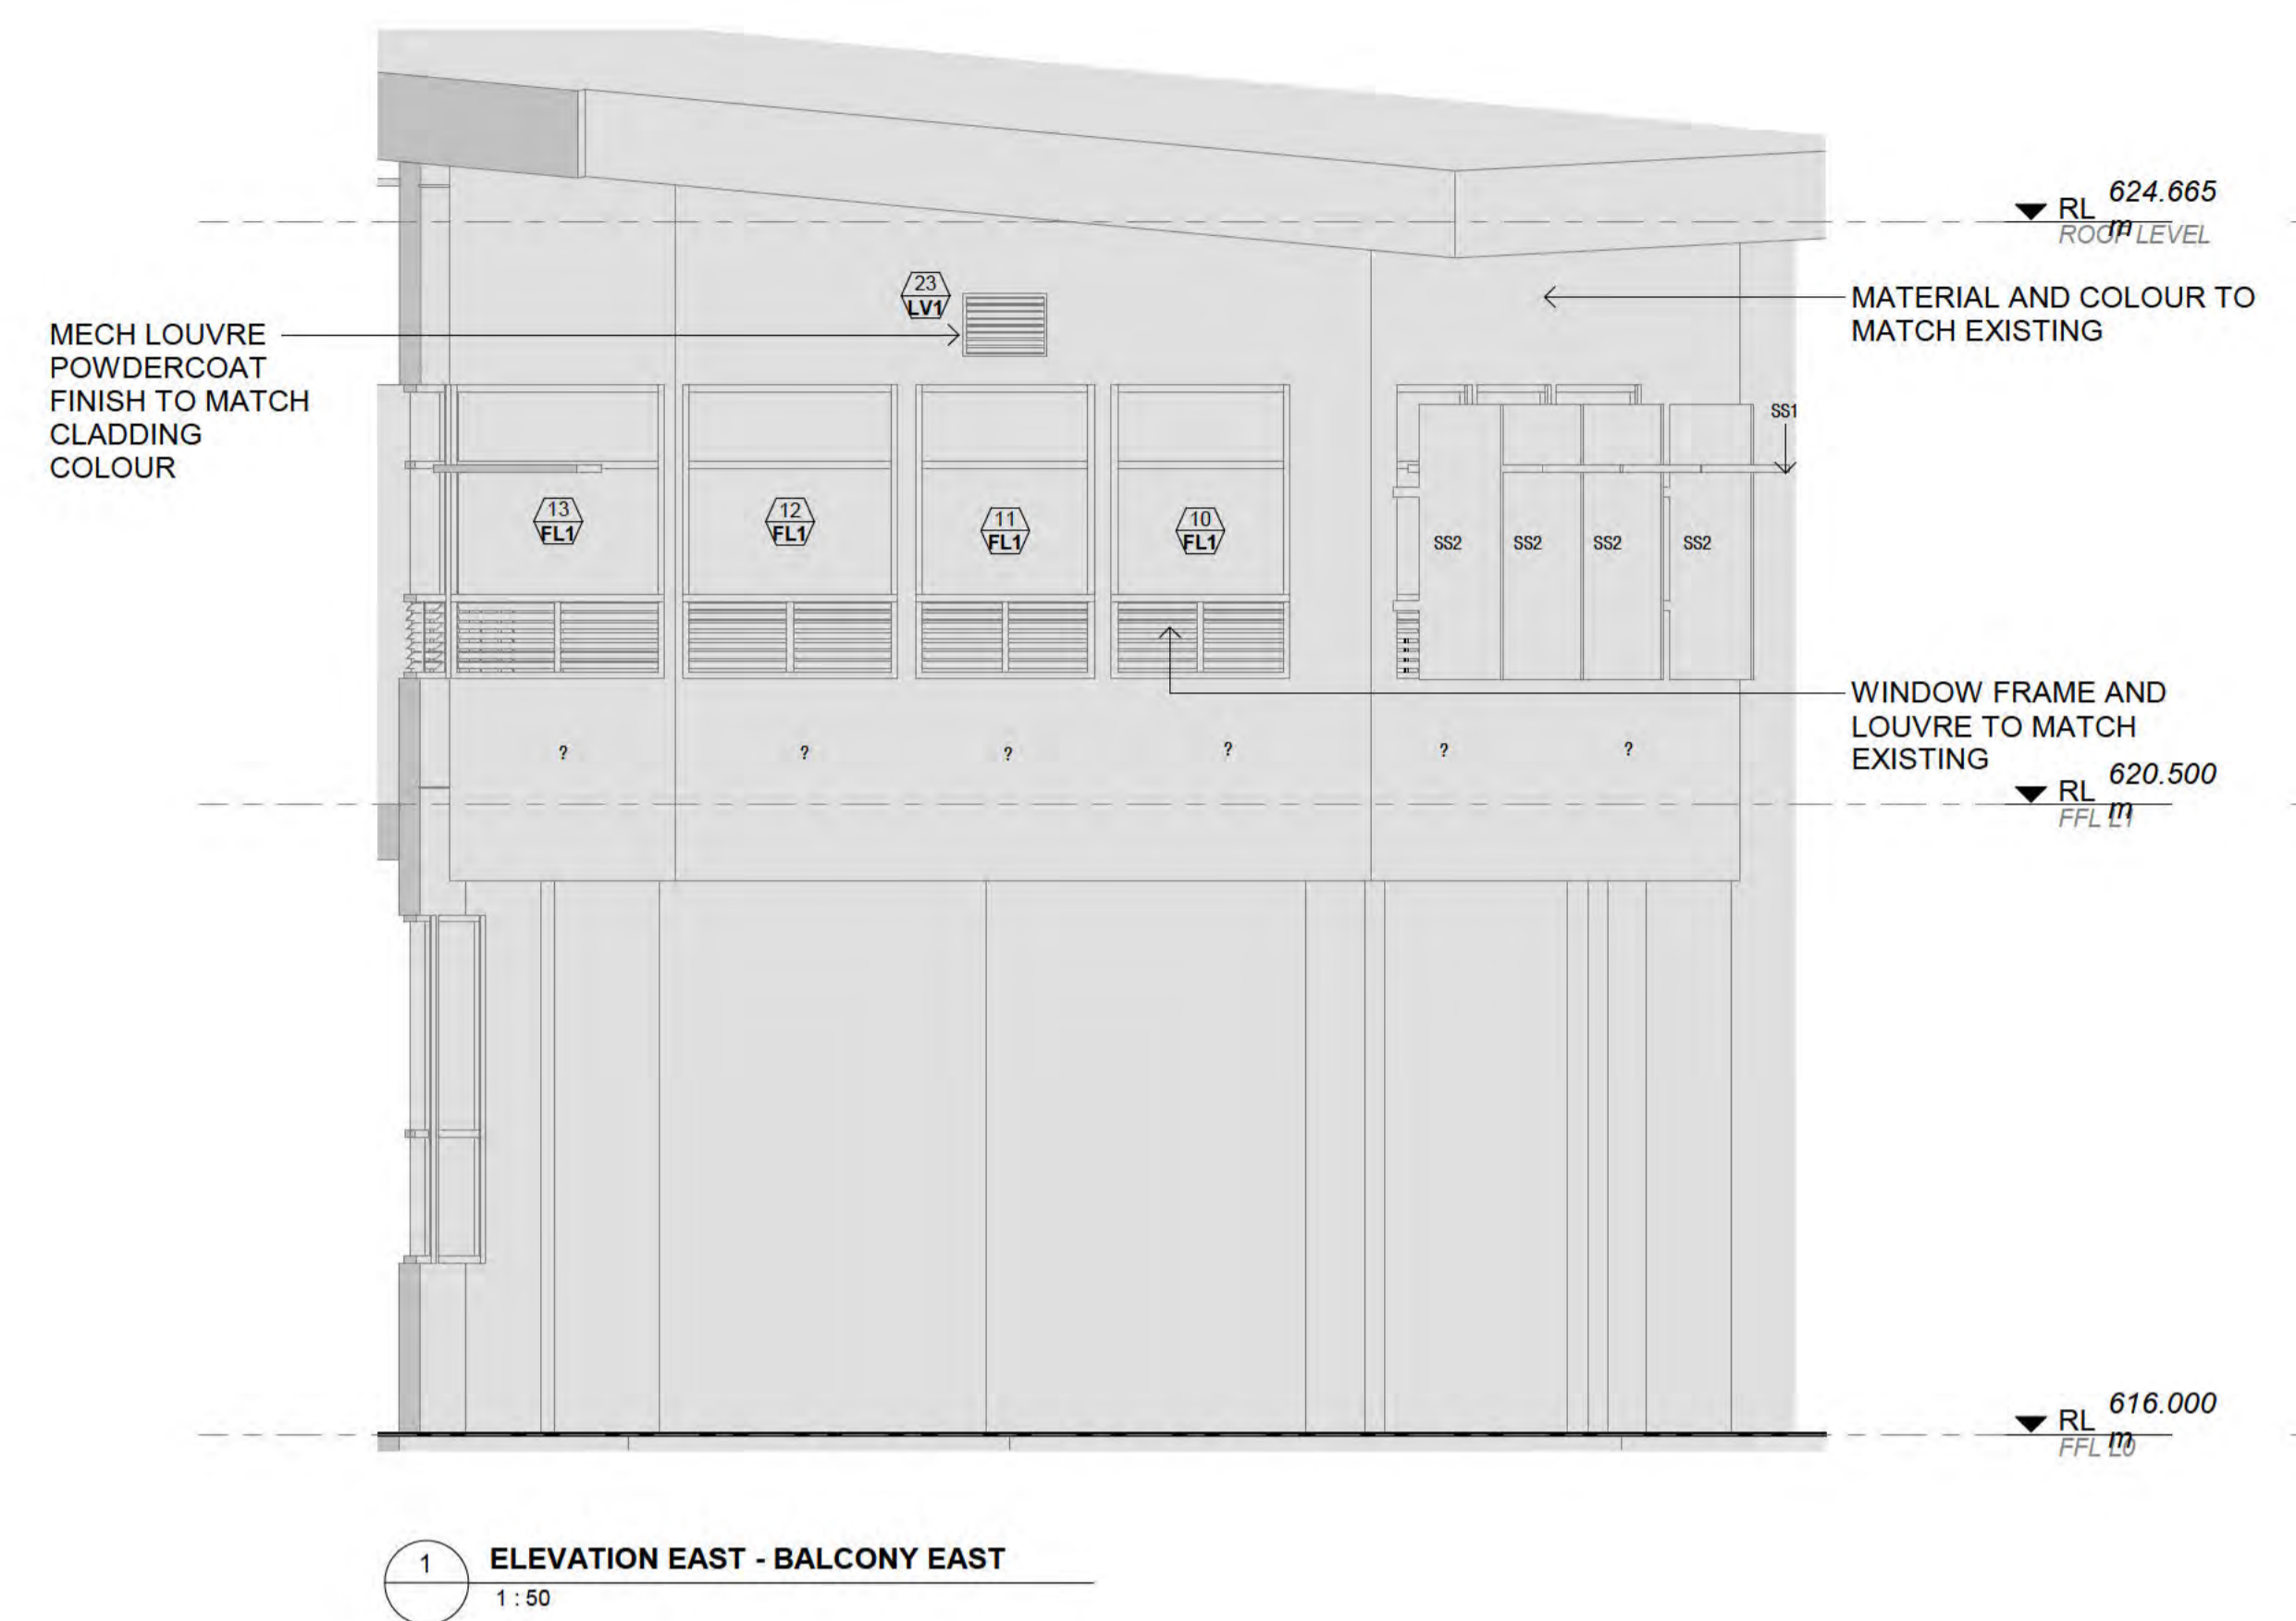 624.665
RL m
ROOF LEVEL
23
LV1
MECH LOUVRE
POWDERCOAT
FINISH TO MATCH
CLADDING
COLOUR
MATERIAL AND COLOUR TO
MATCH EXISTING
SS1
13
FL1
12
FL1
11
FL1
10
FL1
SS2 SS2 SS2 SS2
WINDOW FRAME AND
LOUVRE TO MATCH
EXISTING
? ? ? ? ? ?
620.500
RL m
FFL L1
616.000
RL m
FFL L0
1
ELEVATION EAST - BALCONY EAST
1 : 50